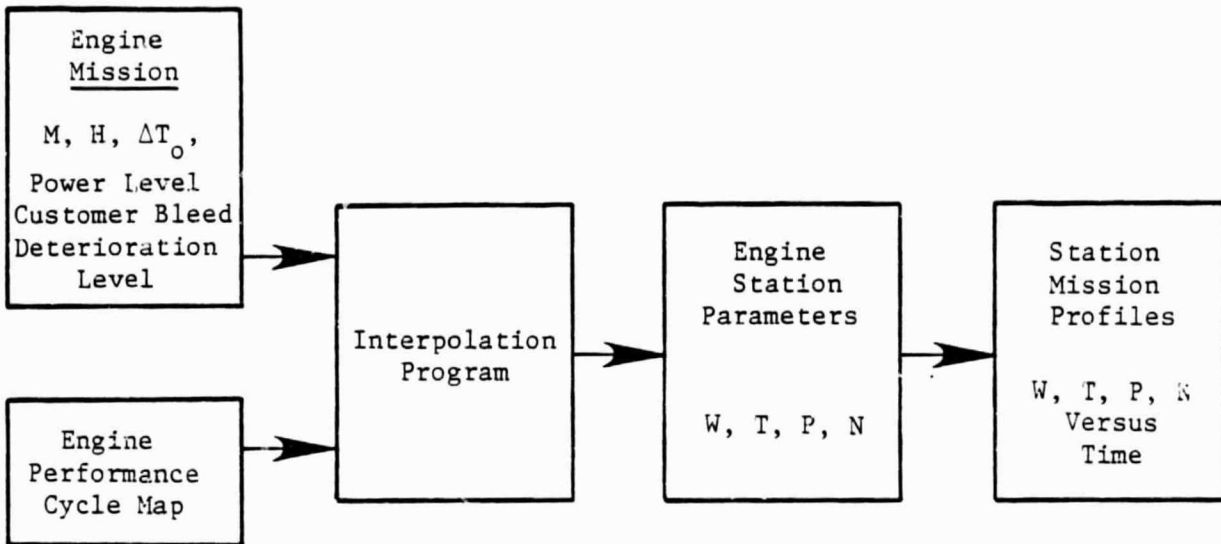 Engine
Mission
M, H, ΔTo,
Power Level
Customer Bleed
Deterioration
Level
Engine
Performance
Cycle Map
Interpolation
Program
Engine
Station
Parameters
W, T, P, N
Station
Mission
Profiles
W, T, P, N
Versus
Time